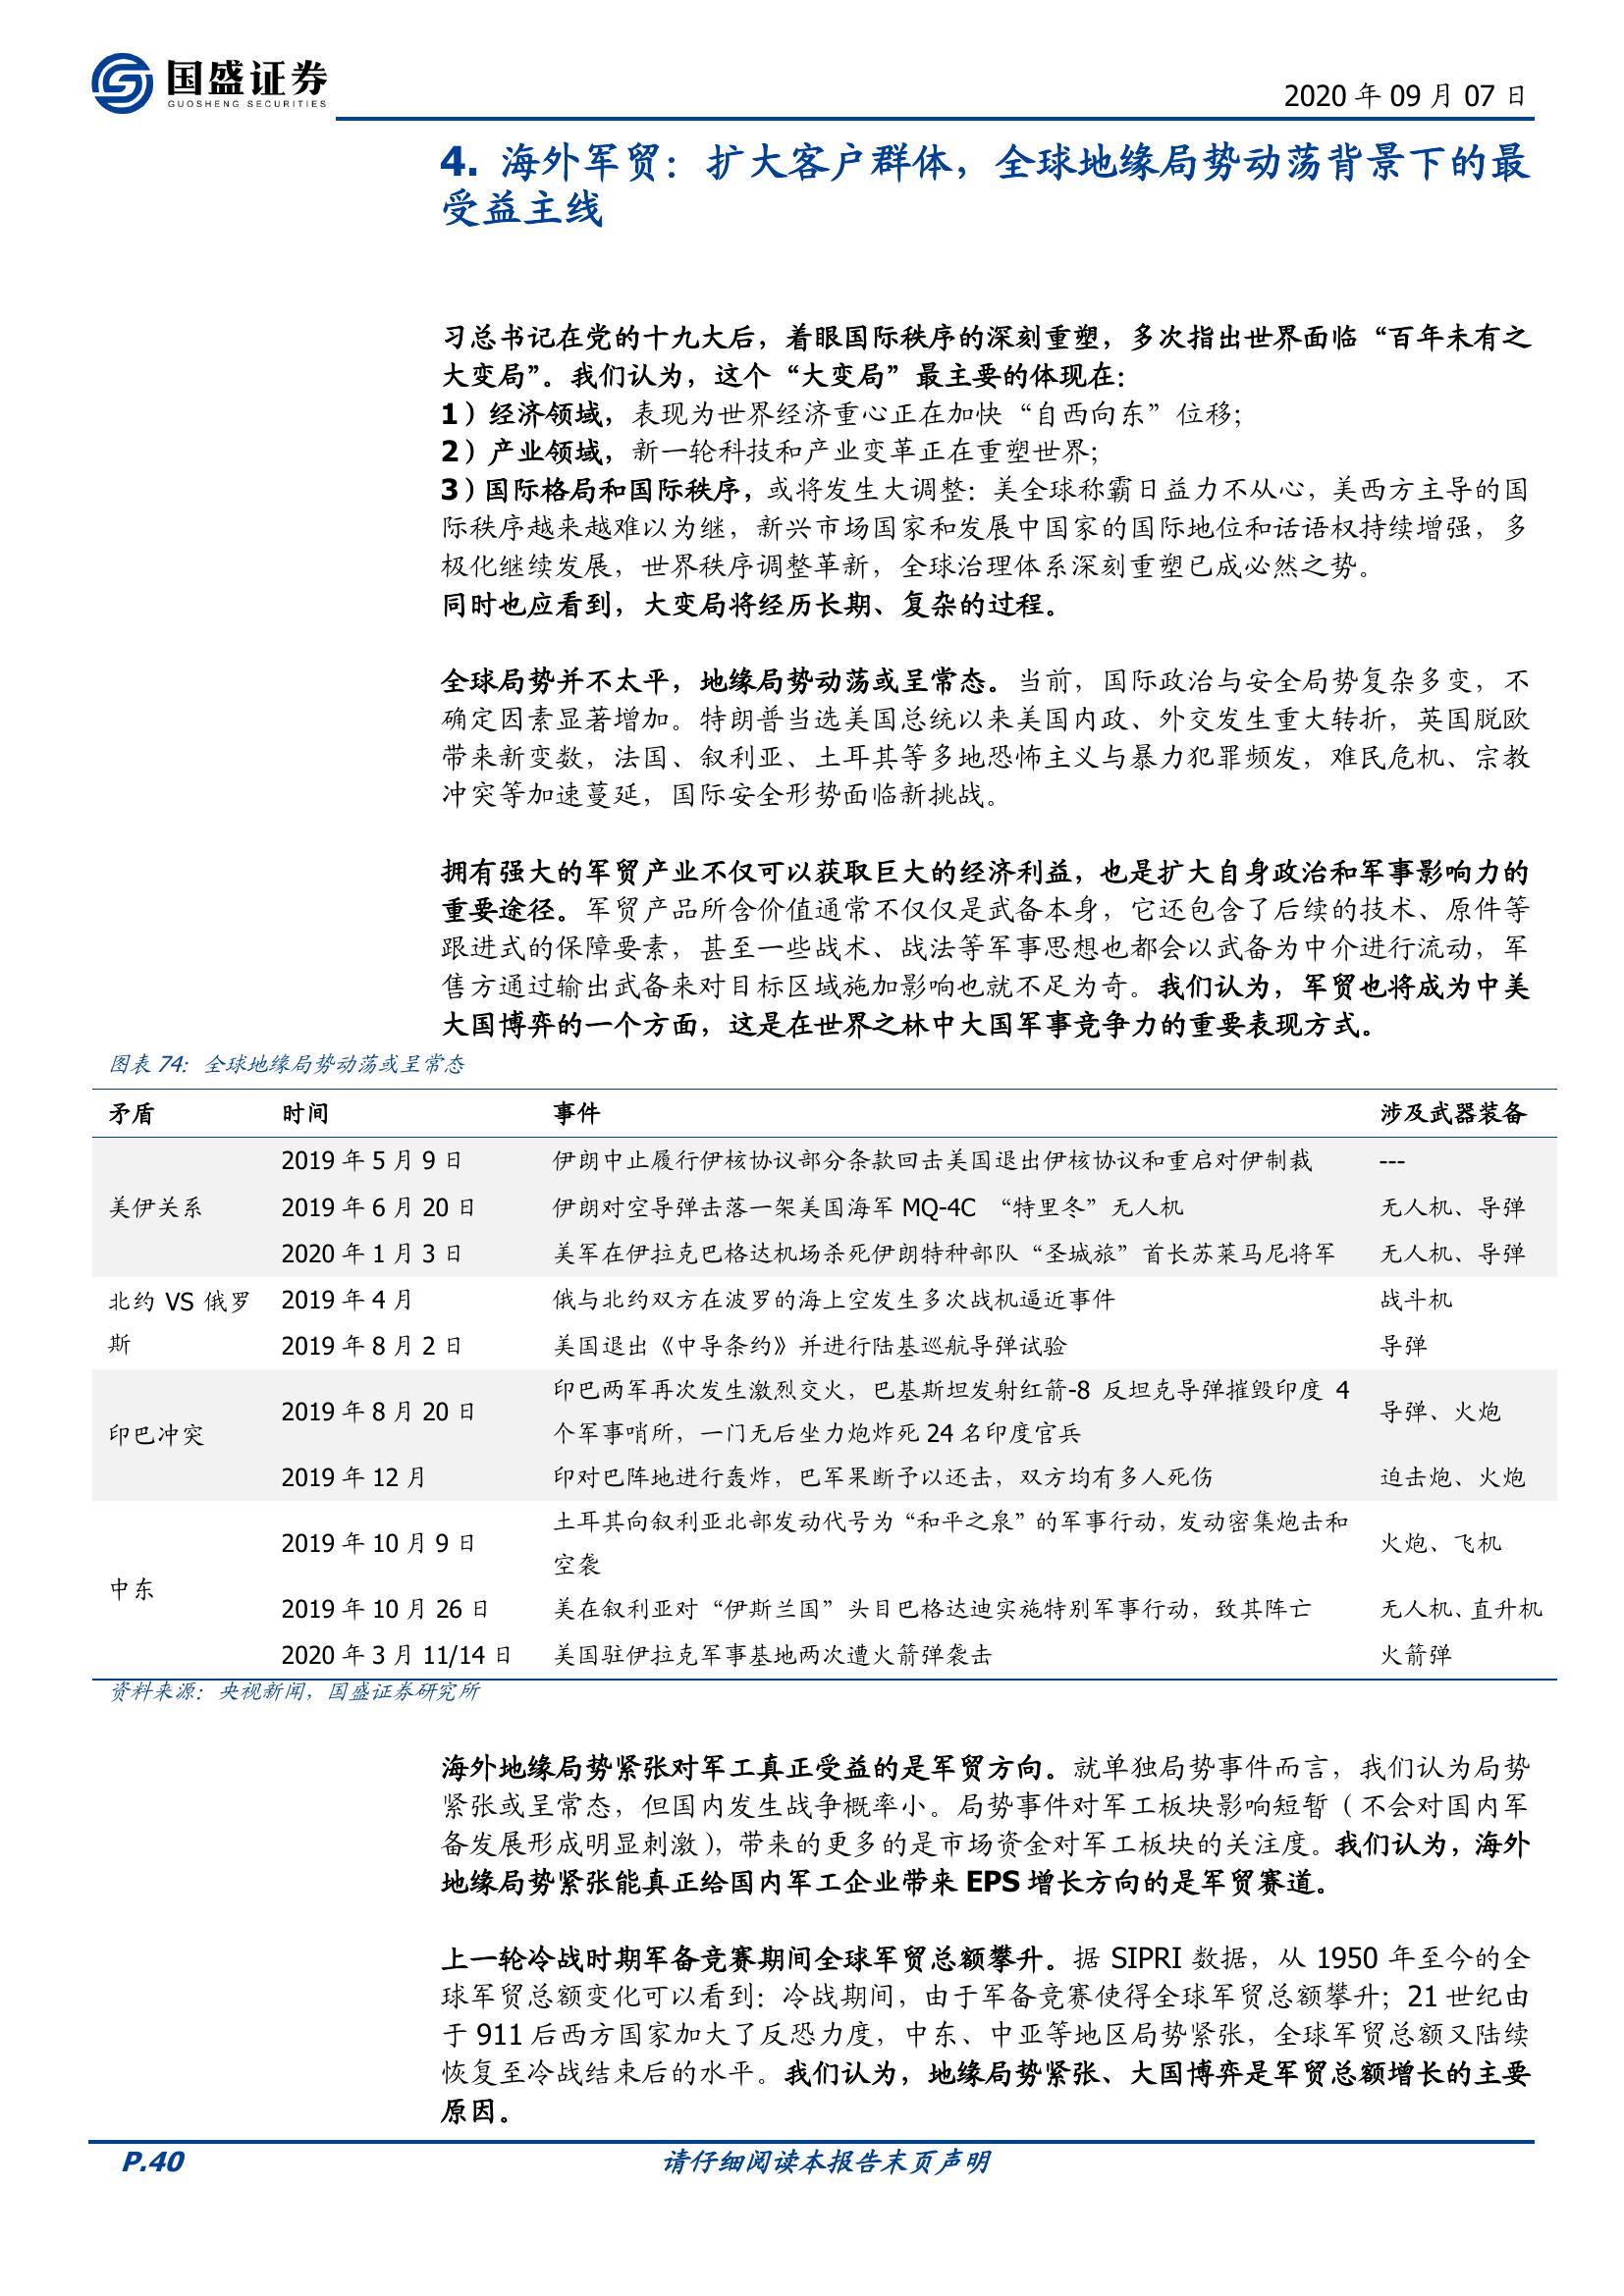 国盛证券
GUOSHENG SECURITIES
2020 年 09 月 07 日
4. 海外军贸：扩大客户群体，全球地缘局势动荡背景下的最
受益主线
习总书记在党的十九大后，着眼国际秩序的深刻重塑，多次指出世界面临“百年未有之
大变局”。我们认为，这个“大变局”最主要的体现在：
1）经济领域，表现为世界经济重心正在加快“自西向东”位移；
2）产业领域，新一轮科技和产业变革正在重塑世界；
3）国际格局和国际秩序，或将发生大调整：美全球称霸日益力不从心，美西方主导的国
际秩序越来越难以为继，新兴市场国家和发展中国家的国际地位和话语权持续增强，多
极化继续发展，世界秩序调整革新，全球治理体系深刻重塑已成必然之势。
同时也应看到，大变局将经历长期、复杂的过程。
全球局势并不太平，地缘局势动荡或呈常态。当前，国际政治与安全局势复杂多变，不
确定因素显著增加。特朗普当选美国总统以来美国内政、外交发生重大转折，英国脱欧
带来新变数，法国、叙利亚、土耳其等多地恐怖主义与暴力犯罪频发，难民危机、宗教
冲突等加速蔓延，国际安全形势面临新挑战。
拥有强大的军贸产业不仅可以获取巨大的经济利益，也是扩大自身政治和军事影响力的
重要途径。军贸产品所含价值通常不仅仅是武备本身，它还包含了后续的技术、原件等
跟进式的保障要素，甚至一些战术、战法等军事思想也都会以武备为中介进行流动，军
售方通过输出武备来对目标区域施加影响也就不足为奇。我们认为，军贸也将成为中美
大国博弈的一个方面，这是在世界之林中大国军事竞争力的重要表现方式。
图表 74：全球地缘局势动荡或呈常态
矛盾 时间 事件 涉及武器装备
2019 年 5 月 9 日 伊朗中止履行伊核协议部分条款回击美国退出伊核协议和重启对伊制裁 ---
美伊关系 2019 年 6 月 20 日 伊朗对空导弹击落一架美国海军 MQ-4C “特里冬”无人机 无人机、导弹
2020 年 1 月 3 日 美军在伊拉克巴格达机场杀死伊朗特种部队“圣城旅”首长苏莱马尼将军 无人机、导弹
北约 VS 俄罗 2019 年 4 月 俄与北约双方在波罗的海上空发生多次战机逼近事件 战斗机
斯 2019 年 8 月 2 日 美国退出《中导条约》并进行陆基巡航导弹试验 导弹
印巴两军再次发生激烈交火，巴基斯坦发射红箭-8 反坦克导弹摧毁印度 4
2019 年 8 月 20 日 导弹、火炮
个军事哨所，一门无后坐力炮炸死 24 名印度官兵
印巴冲突
2019 年 12 月 印对巴阵地进行轰炸，巴军果断予以还击，双方均有多人死伤 迫击炮、火炮
土耳其向叙利亚北部发动代号为“和平之泉”的军事行动，发动密集炮击和
2019 年 10 月 9 日 火炮、飞机
空袭
中东
2019 年 10 月 26 日 美在叙利亚对“伊斯兰国”头目巴格达迪实施特别军事行动，致其阵亡 无人机、直升机
2020 年 3 月 11/14 日 美国驻伊拉克军事基地两次遭火箭弹袭击 火箭弹
资料来源：央视新闻，国盛证券研究所
海外地缘局势紧张对军工真正受益的是军贸方向。就单独局势事件而言，我们认为局势
紧张或呈常态，但国内发生战争概率小。局势事件对军工板块影响短暂（不会对国内军
备发展形成明显刺激），带来的更多的是市场资金对军工板块的关注度。我们认为，海外
地缘局势紧张能真正给国内军工企业带来 EPS 增长方向的是军贸赛道。
上一轮冷战时期军备竞赛期间全球军贸总额攀升。据 SIPRI 数据，从 1950 年至今的全
球军贸总额变化可以看到：冷战期间，由于军备竞赛使得全球军贸总额攀升；21 世纪由
于 911 后西方国家加大了反恐力度，中东、中亚等地区局势紧张，全球军贸总额又陆续
恢复至冷战结束后的水平。我们认为，地缘局势紧张、大国博弈是军贸总额增长的主要
原因。
P.40 请仔细阅读本报告末页声明